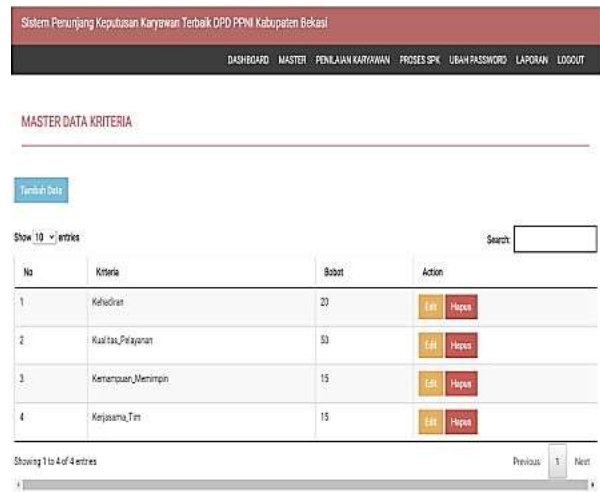 Sistem Penunjang Keputusan Karyawan Terbaik DPD PPNI Kabupaten Bekasi
DASHBOARD MASTER PENILAIAN KARYAWAN PROSES SPK UBAH PASSWORD LAPORAN LOGOUT
MASTER DATA KRITERIA
Tambah Data
Show 10 entries Search:
No Kriteria Bobot Action
1 Kehadiran 20 Edit Hapus
2 Kualitas_Pelayanan 50 Edit Hapus
3 Kemampuan_Memimpin 15 Edit Hapus
4 Kerjasama_Tim 15 Edit Hapus
Showing 1 to 4 of 4 entries Previous 1 Next